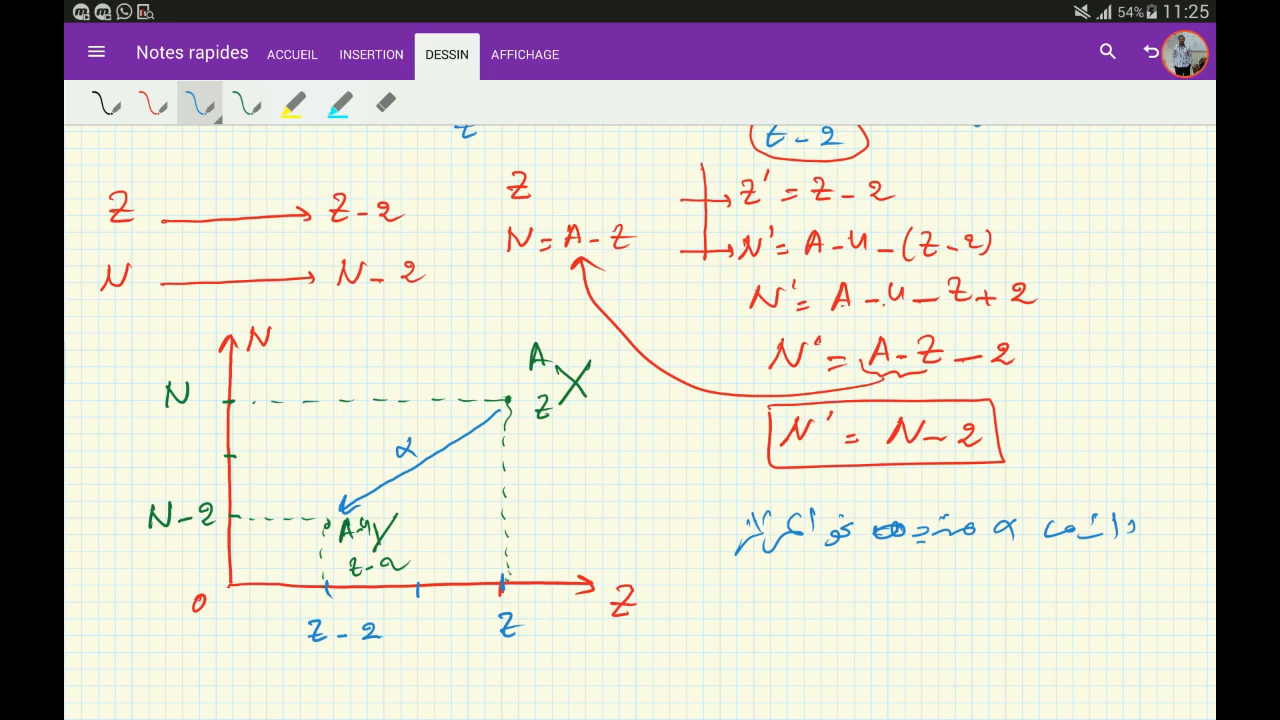 11:25
54%
Notes rapides ACCUEIL INSERTION DESSIN AFFICHAGE
Z
Z - 2
Z → Z - 2
N → N - 2
Z
N = A - Z
Z' = Z - 2
N' = A - 4 - (Z - 2)
N' = A - 4 - Z + 2
N' = A - Z - 2
N' = N - 2
N
N
A
Z
X
α
N - 2
A-4
Z-2
Y
O
Z - 2
Z
Z
α
نحو